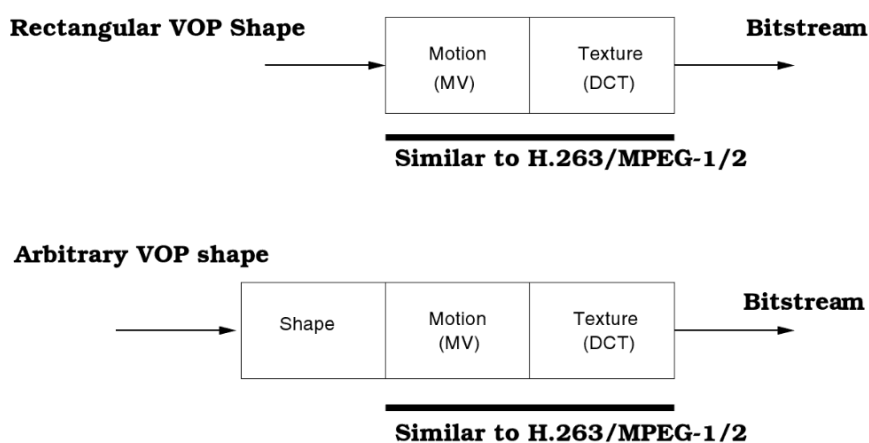 Rectangular VOP Shape
Bitstream
Motion
(MV)
Texture
(DCT)
Similar to H.263/MPEG-1/2
Arbitrary VOP shape
Bitstream
Shape
Motion
(MV)
Texture
(DCT)
Similar to H.263/MPEG-1/2